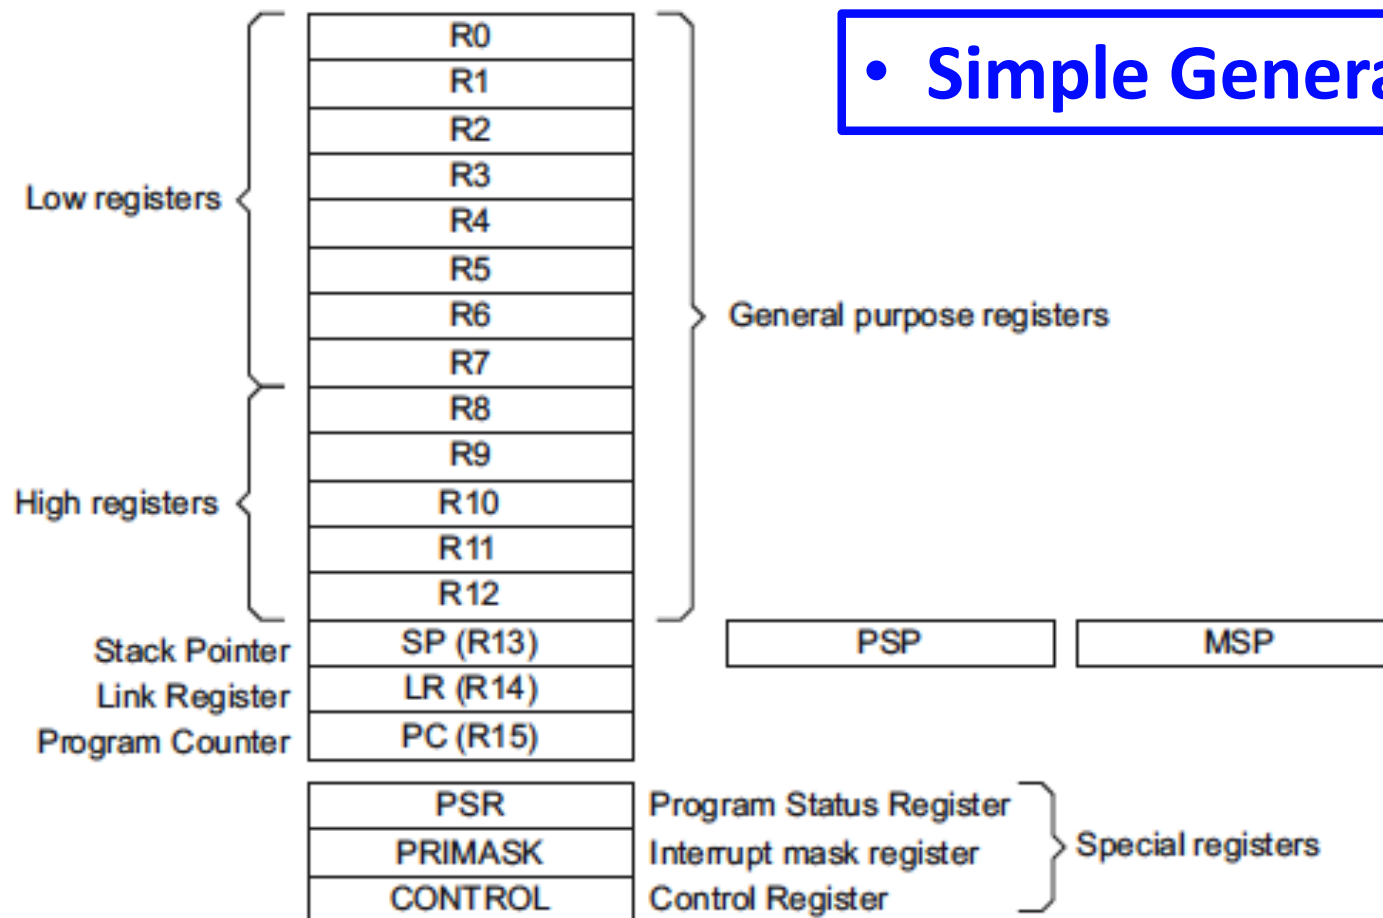 • Simple Genera
R0
R1
R2
R3
Low registers
R4
R5
R6
General purpose registers
R7
R8
R9
High registers
R10
R11
R12
Stack Pointer SP (R13) PSP MSP
Link Register LR (R14)
Program Counter PC (R15)
PSR Program Status Register
PRIMASK Interrupt mask register Special registers
CONTROL Control Register